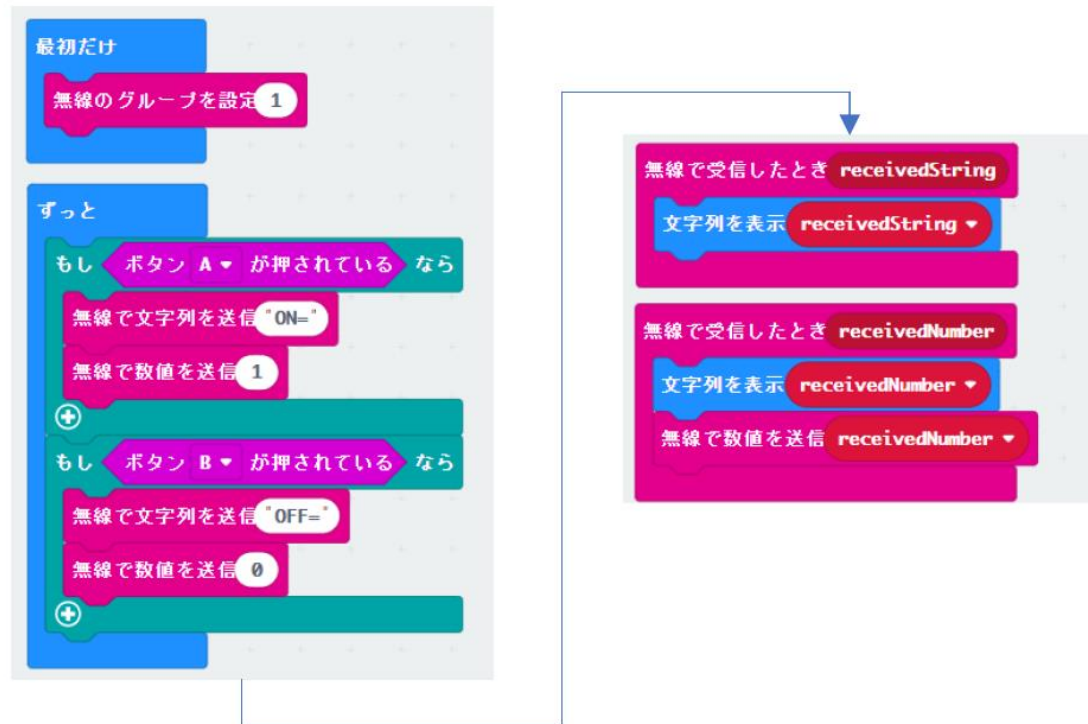 最初だけ
無線のグループを設定 1
ずっと
もし ボタン A が押されている なら
無線で文字列を送信 "ON="
無線で数値を送信 1
もし ボタン B が押されている なら
無線で文字列を送信 "OFF="
無線で数値を送信 0
無線で受信したとき receivedString
文字列を表示 receivedString
無線で受信したとき receivedNumber
文字列を表示 receivedNumber
無線で数値を送信 receivedNumber